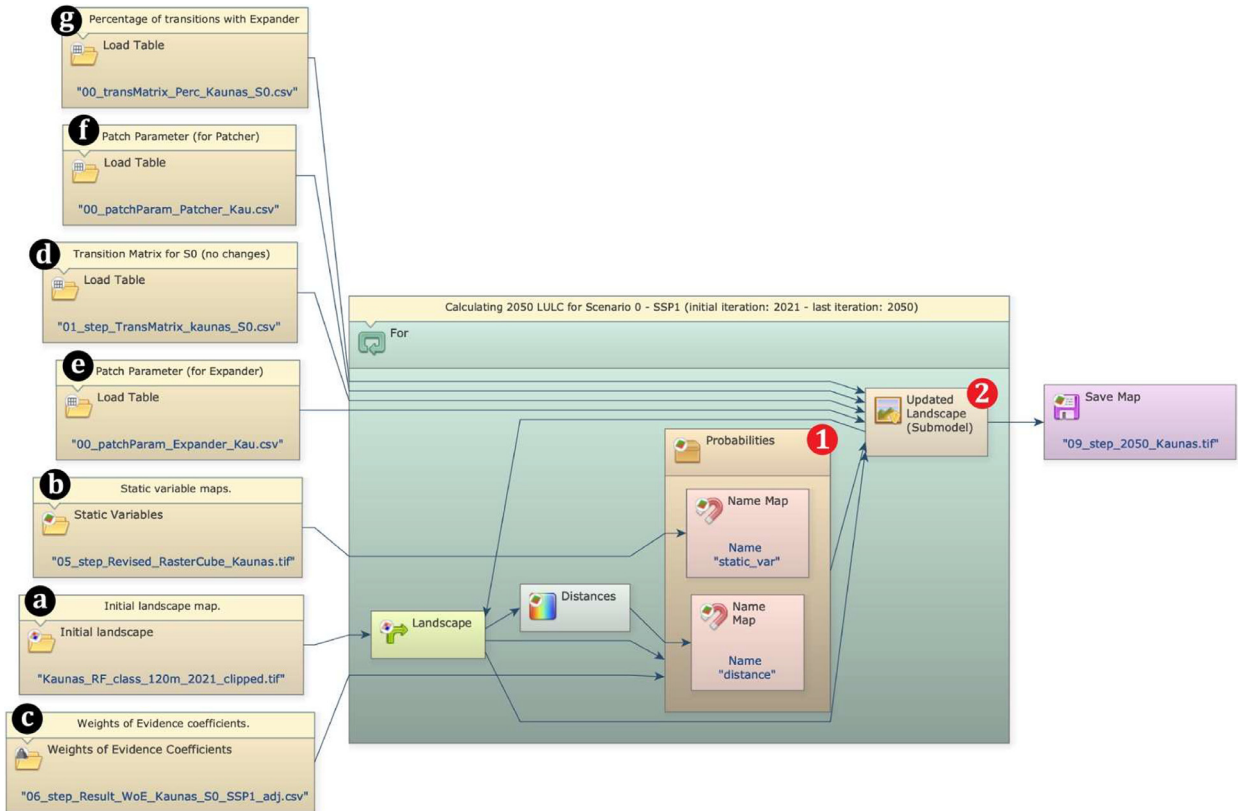 g
Percentage of transitions with Expander
Load Table
"00_transMatrix_Perc_Kaunas_S0.csv"
f
Patch Parameter (for Patcher)
Load Table
"00_patchParam_Patcher_Kau.csv"
d
Transition Matrix for S0 (no changes)
Load Table
"01_step_TransMatrix_kaunas_S0.csv"
e
Patch Parameter (for Expander)
Load Table
"00_patchParam_Expander_Kau.csv"
b
Static variable maps.
Static Variables
"05_step_Revised_RasterCube_Kaunas.tif"
a
Initial landscape map.
Initial landscape
"Kaunas_RF_class_120m_2021_clipped.tif"
c
Weights of Evidence coefficients.
Weights of Evidence Coefficients
"06_step_Result_WoE_Kaunas_S0_SSP1_adj.csv"
Calculating 2050 LULC for Scenario 0 - SSP1 (initial iteration: 2021 - last iteration: 2050)
For
Landscape
Distances
Probabilities
1
Name Map
Name
"static_var"
Name
Map
Name
"distance"
Updated
Landscape
(Submodel)
2
Save Map
"09_step_2050_Kaunas.tif"